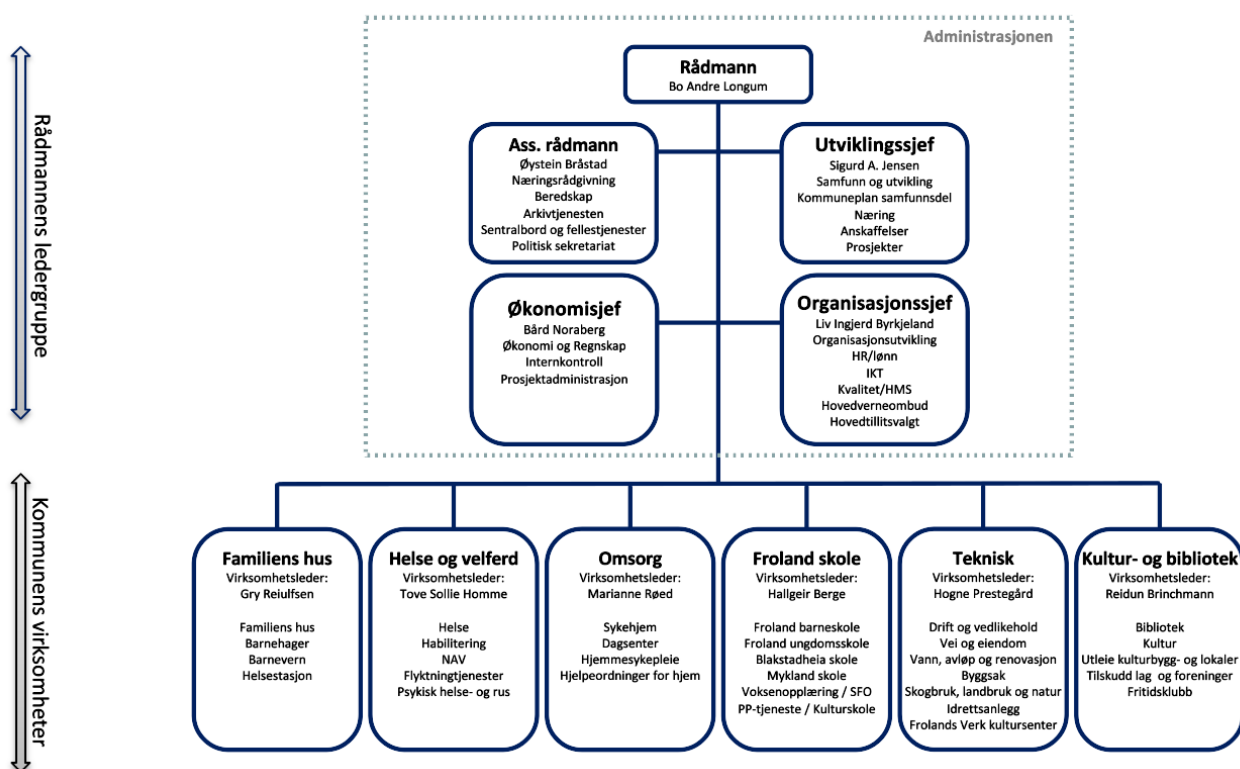 Administrasjonen
Rådmann
Bo Andre Longum
Ass. rådmann
Øystein Bråstad
Næringsrådgivning
Beredskap
Arkivtjenesten
Sentralbord og fellestjenester
Politisk sekretariat
Utviklingssjef
Sigurd A. Jensen
Samfunn og utvikling
Kommuneplan samfunnsdel
Næring
Anskaffelser
Prosjekter
Økonomisjef
Bård Noraberg
Økonomi og Regnskap
Internkontroll
Prosjektadministrasjon
Organisasjonssjef
Liv Ingjerd Byrkjeland
Organisasjonsutvikling
HR/lønn
IKT
Kvalitet/HMS
Hovedverneombud
Hovedtillitsvalgt
Rådmannens ledergruppe
Kommunens virksomheter
Familiens hus
Virksomhetsleder:
Gry Reiulfsen
Familiens hus
Barnehager
Barnevern
Helsestasjon
Helse og velferd
Virksomhetsleder:
Tove Sollie Homme
Helse
Habilitering
NAV
Flyktningtjenester
Psykisk helse- og rus
Omsorg
Virksomhetsleder:
Marianne Røed
Sykehjem
Dagsenter
Hjemmesykepleie
Hjelpeordninger for hjem
Froland skole
Virksomhetsleder:
Hallgeir Berge
Froland barneskole
Froland ungdomsskole
Blakstadheia skole
Mykland skole
Voksenopplæring / SFO
PP-tjeneste / Kulturskole
Teknisk
Virksomhetsleder:
Hogne Prestegård
Drift og vedlikehold
Vei og eiendom
Vann, avløp og renovasjon
Byggsak
Skogbruk, landbruk og natur
Idrettsanlegg
Frolands Verk kultursenter
Kultur- og bibliotek
Virksomhetsleder:
Reidun Brinchmann
Bibliotek
Kultur
Utleie kulturbygg- og lokaler
Tilskudd lag og foreninger
Fritidsklubb